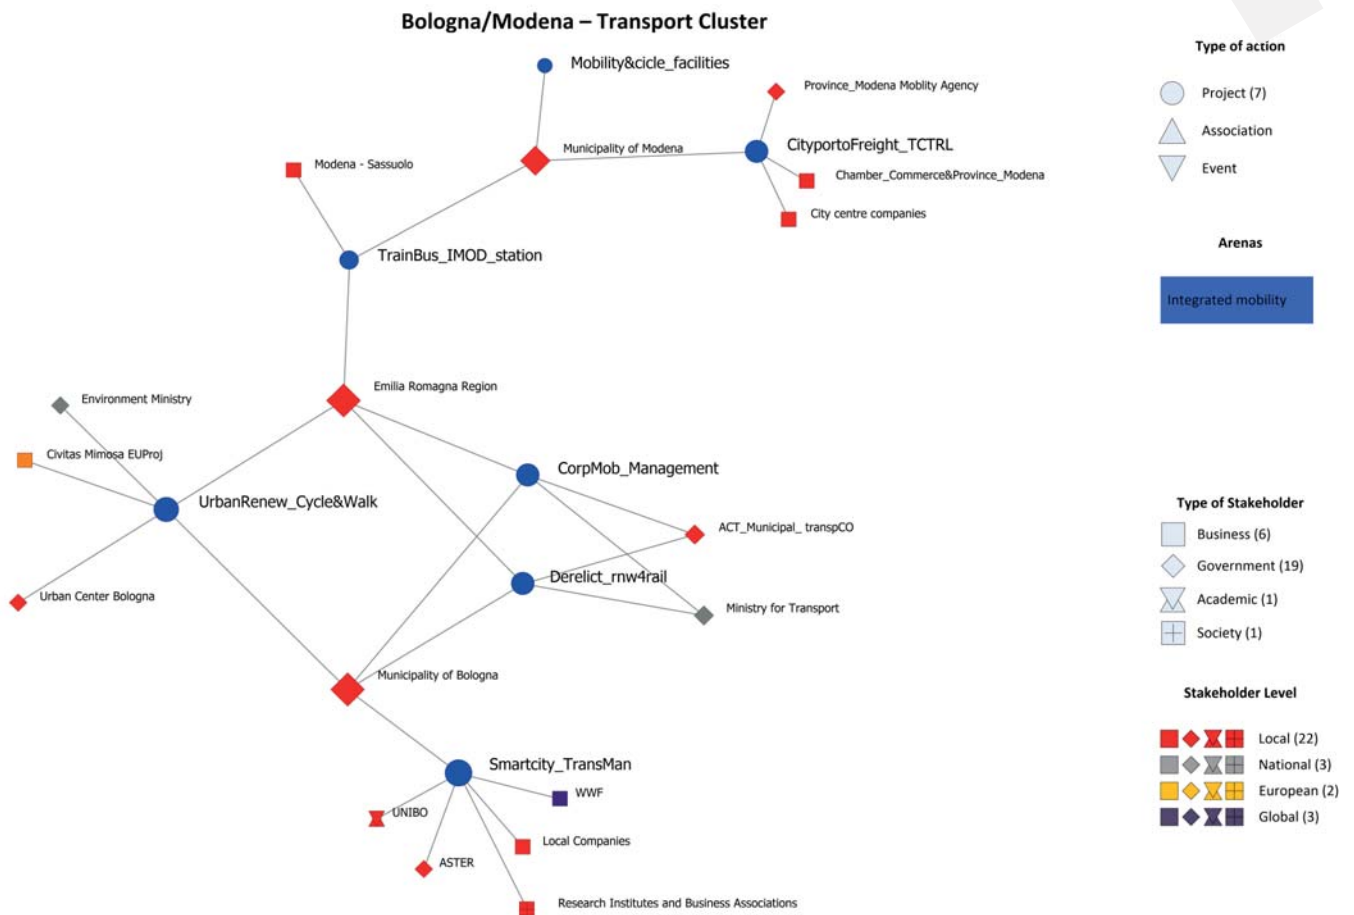 Bologna/Modena – Transport Cluster
Mobility&cicle_facilities
Province_Modena Moblity Agency
Municipality of Modena
CityportoFreight_TCTRL
Modena - Sassuolo
Chamber_Commerce&Province_Modena
City centre companies
TrainBus_IMOD_station
Emilia Romagna Region
Environment Ministry
Civitas Mimosa EUProj
CorpMob_Management
UrbanRenew_Cycle&Walk
ACT_Municipal_ transpCO
Derelict_rnw4rail
Urban Center Bologna
Ministry for Transport
Municipality of Bologna
Smartcity_TransMan
WWF
UNIBO
Local Companies
ASTER
Research Institutes and Business Associations
Type of action
Project (7)
Association
Event
Arenas
Integrated mobility
Type of Stakeholder
Business (6)
Government (19)
Academic (1)
Society (1)
Stakeholder Level
Local (22)
National (3)
European (2)
Global (3)